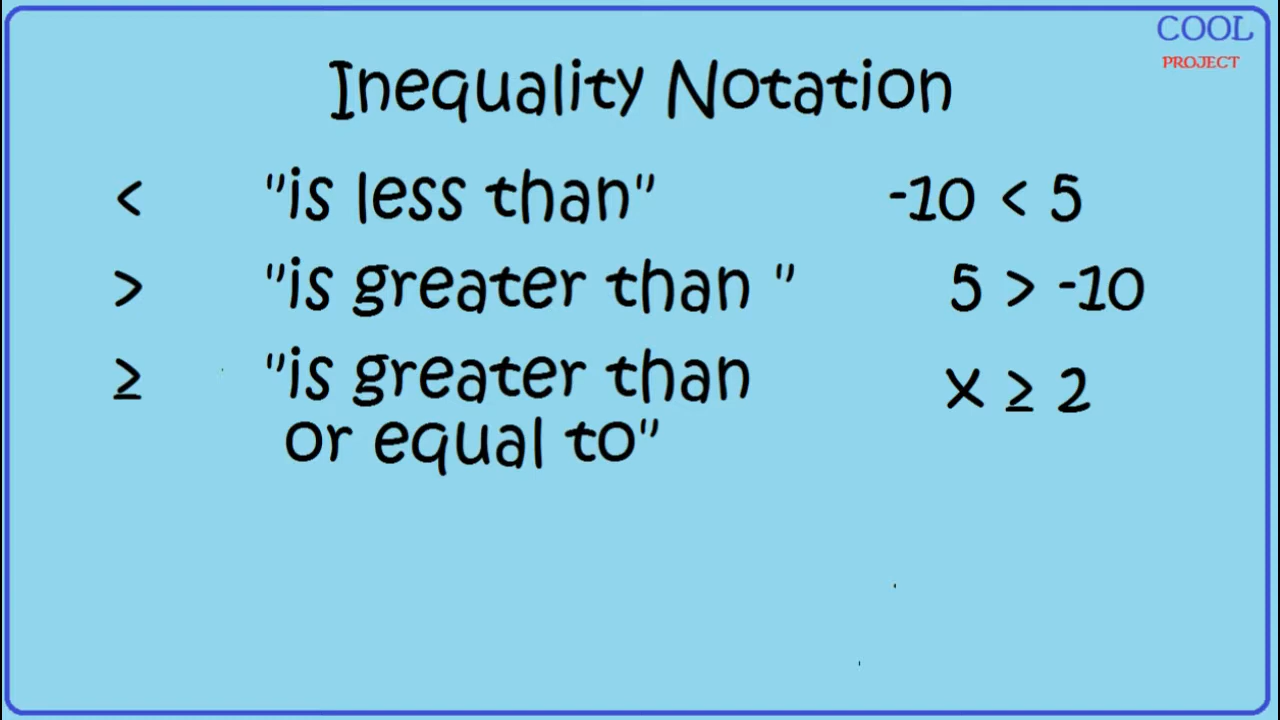 COOL
PROJECT
Inequality Notation
< "is less than" -10 < 5
> "is greater than " 5 > -10
≥ "is greater than x ≥ 2
or equal to"